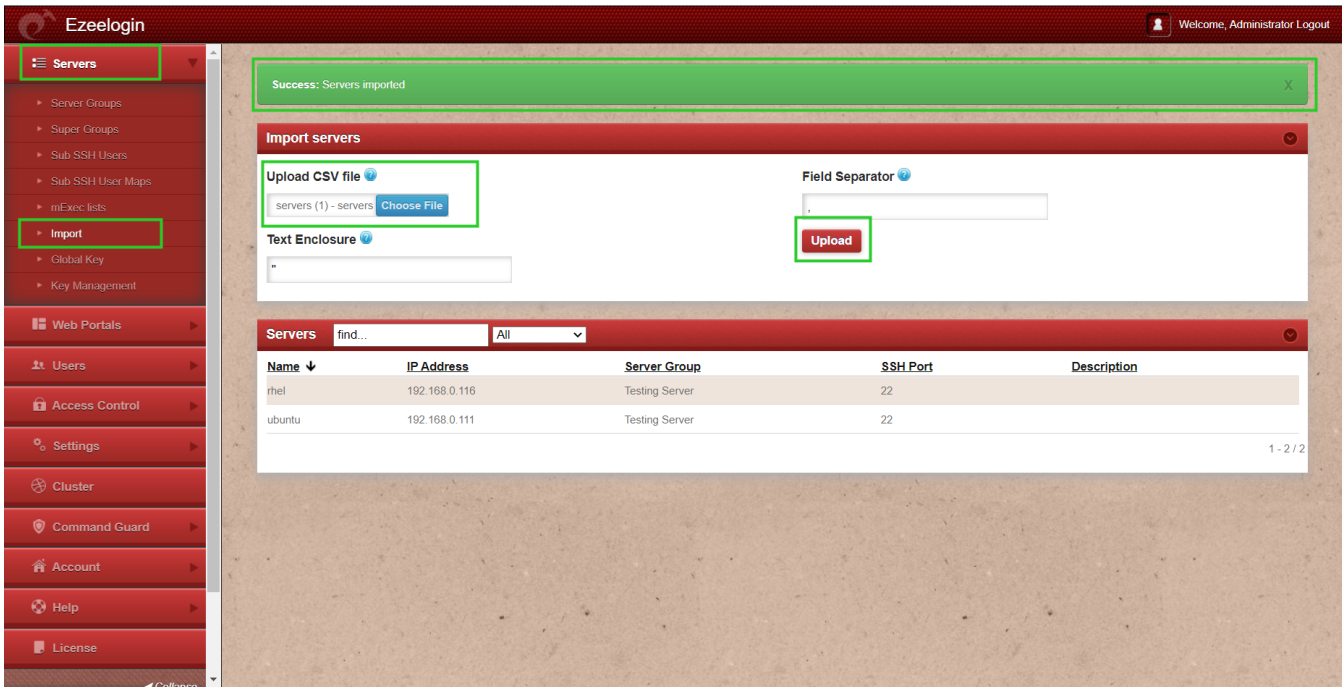 Ezeelogin
Welcome, Administrator Logout
Servers
Server Groups
Super Groups
Sub SSH Users
Sub SSH User Maps
mExec lists
Import
Global Key
Key Management
Web Portals
Users
Access Control
Settings
Cluster
Command Guard
Account
Help
License
Collapse
Success: Servers imported
X
Import servers
Upload CSV file ?
servers (1) - servers Choose File
Field Separator ?
,
Text Enclosure ?
"
Upload
Servers find... All
Name IP Address Server Group SSH Port Description
rhel 192.168.0.116 Testing Server 22
ubuntu 192.168.0.111 Testing Server 22
1 - 2 / 2